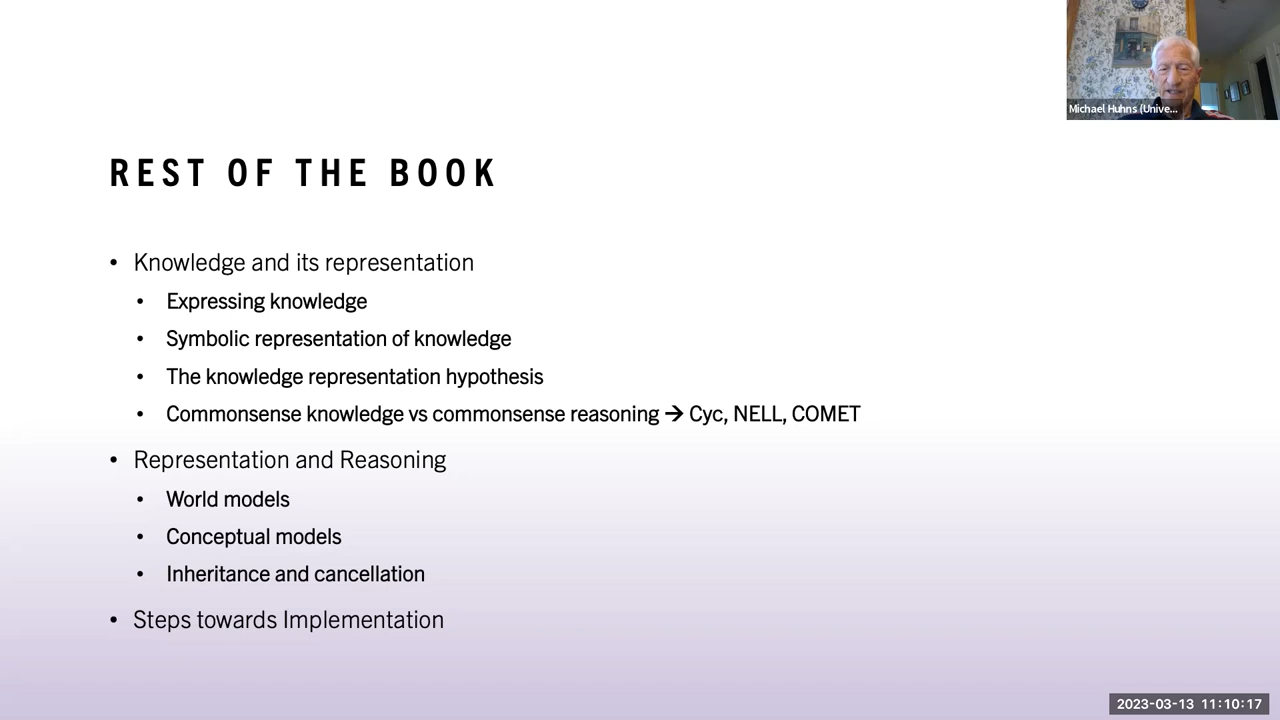 Michael Huhns (Unive...
REST OF THE BOOK
• Knowledge and its representation
• Expressing knowledge
• Symbolic representation of knowledge
• The knowledge representation hypothesis
• Commonsense knowledge vs commonsense reasoning → Cyc, NELL, COMET
• Representation and Reasoning
• World models
• Conceptual models
• Inheritance and cancellation
• Steps towards Implementation
2023-03-13 11:10:17